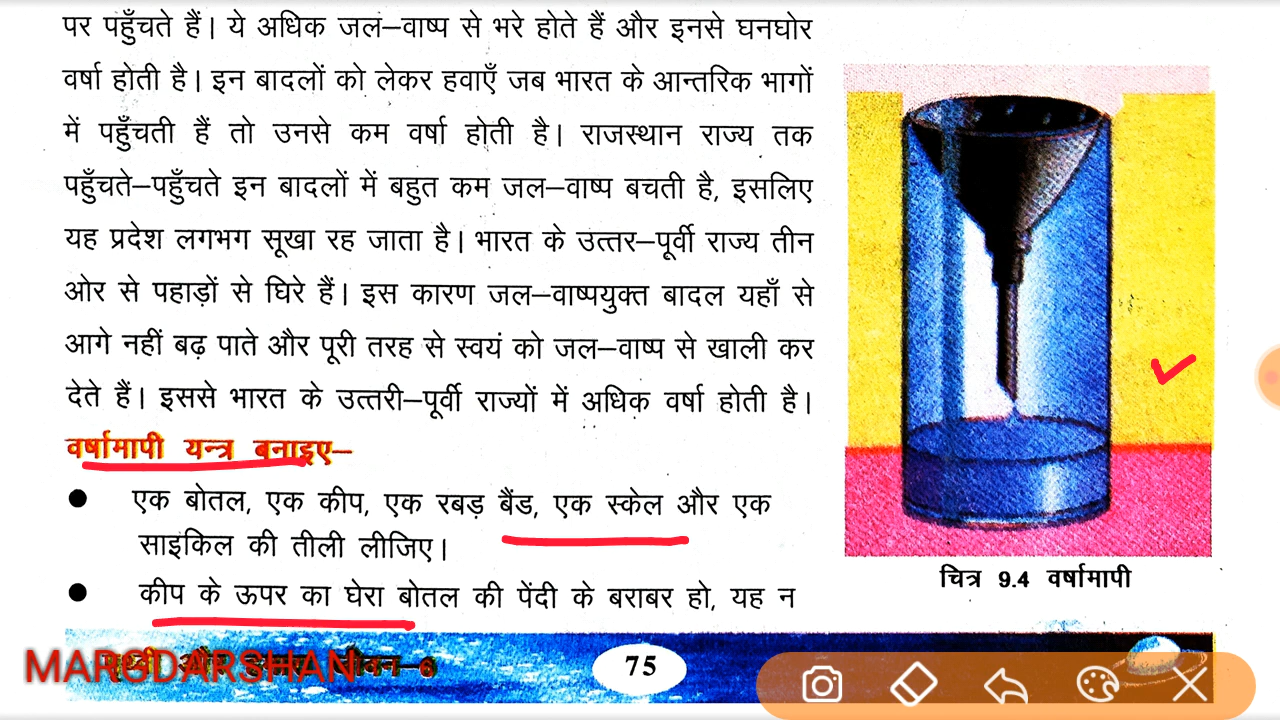 पर पहुँचते हैं। ये अधिक जल–वाष्प से भरे होते हैं और इनसे घनघोर
वर्षा होती है। इन बादलों को लेकर हवाएँ जब भारत के आन्तरिक भागों
में पहुँचती हैं तो उनसे कम वर्षा होती है। राजस्थान राज्य तक
पहुँचते–पहुँचते इन बादलों में बहुत कम जल–वाष्प बचती है, इसलिए
यह प्रदेश लगभग सूखा रह जाता है। भारत के उत्तर–पूर्वी राज्य तीन
ओर से पहाड़ों से घिरे हैं। इस कारण जल–वाष्पयुक्त बादल यहाँ से
आगे नहीं बढ़ पाते और पूरी तरह से स्वयं को जल–वाष्प से खाली कर
देते हैं। इससे भारत के उत्तरी–पूर्वी राज्यों में अधिक वर्षा होती है।
वर्षामापी यन्त्र बनाइए–
● एक बोतल, एक कीप, एक रबड़ बैंड, एक स्केल और एक
साइकिल की तीली लीजिए।
● कीप के ऊपर का घेरा बोतल की पेंदी के बराबर हो, यह न
चित्र 9.4 वर्षामापी
MARGDARSHAN
और जीवन–6
75